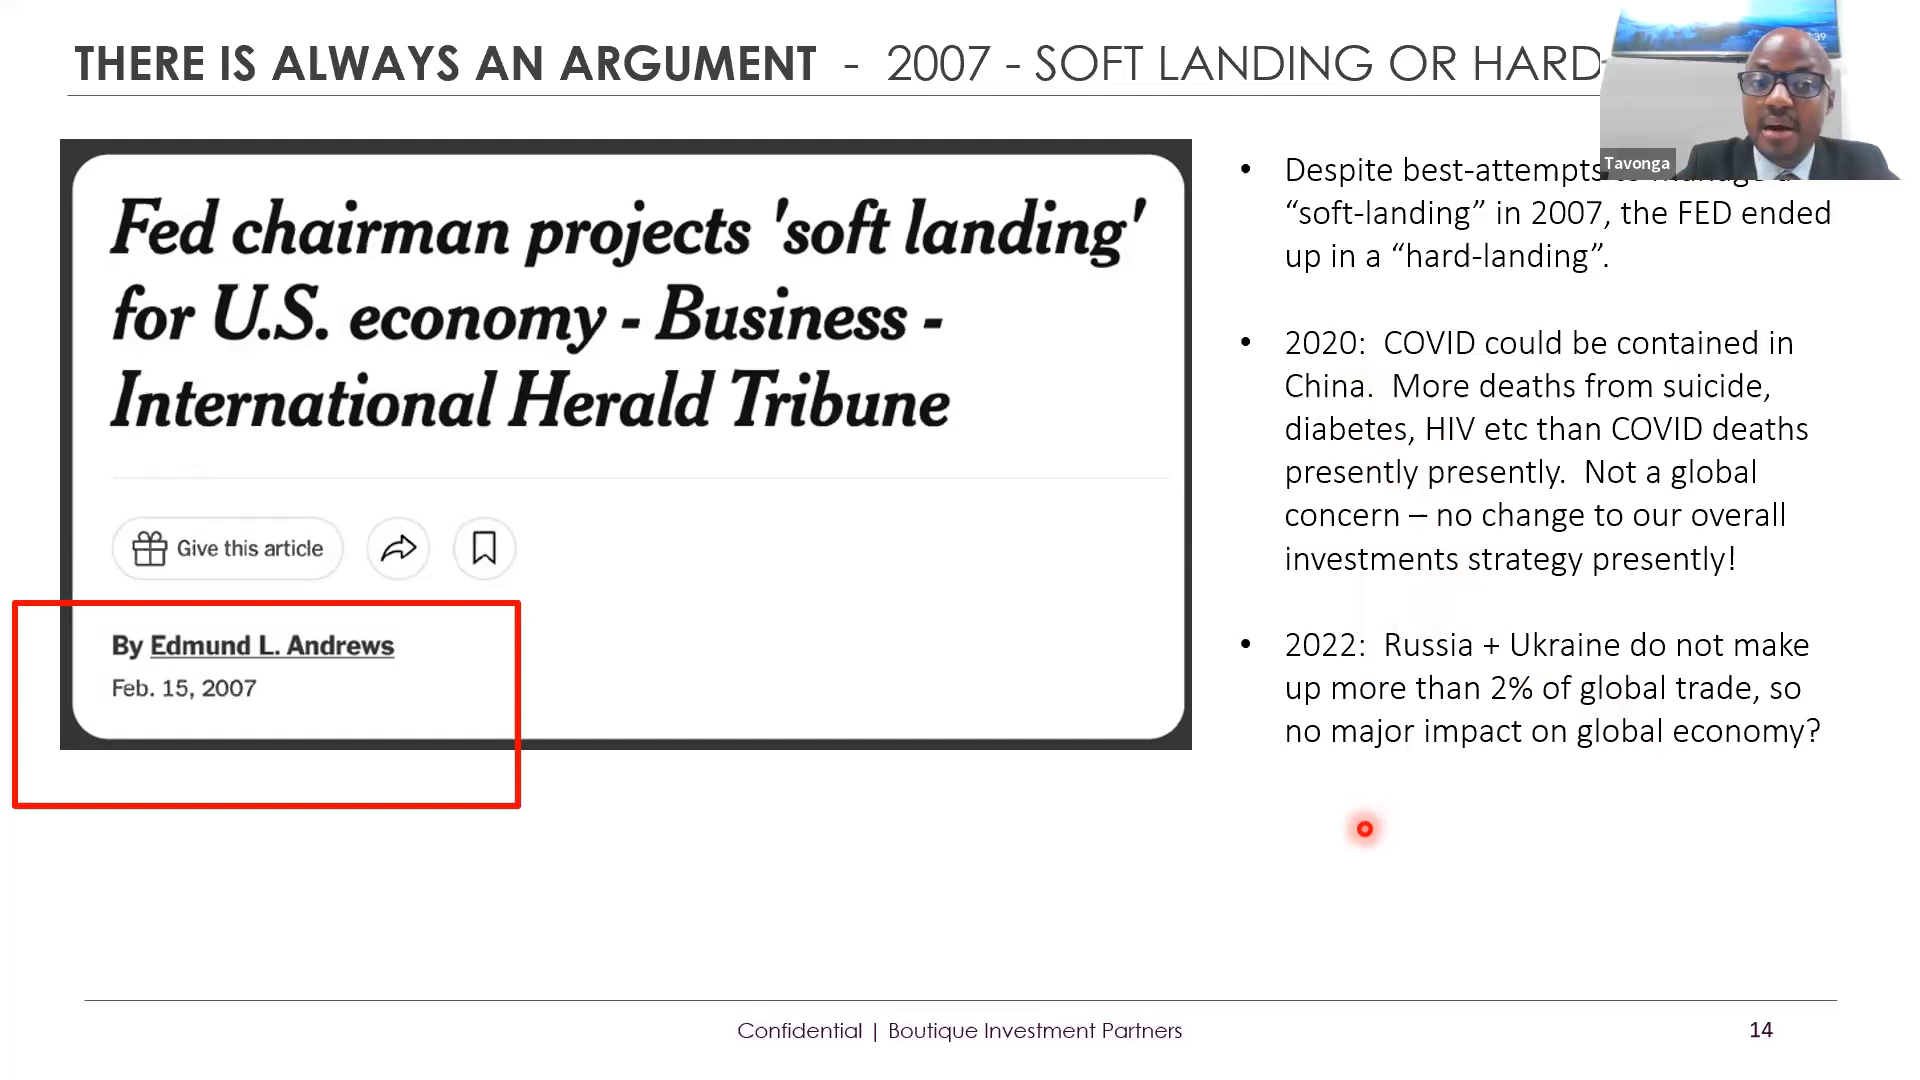 THERE IS ALWAYS AN ARGUMENT - 2007 - SOFT LANDING OR HARD
:39
Tavonga
Fed chairman projects 'soft landing'
for U.S. economy - Business -
International Herald Tribune
Give this article
By Edmund L. Andrews
Feb. 15, 2007
• Despite best-attempts to manage a
“soft-landing” in 2007, the FED ended
up in a “hard-landing”.
• 2020: COVID could be contained in
China. More deaths from suicide,
diabetes, HIV etc than COVID deaths
presently presently. Not a global
concern – no change to our overall
investments strategy presently!
• 2022: Russia + Ukraine do not make
up more than 2% of global trade, so
no major impact on global economy?
Confidential | Boutique Investment Partners
14